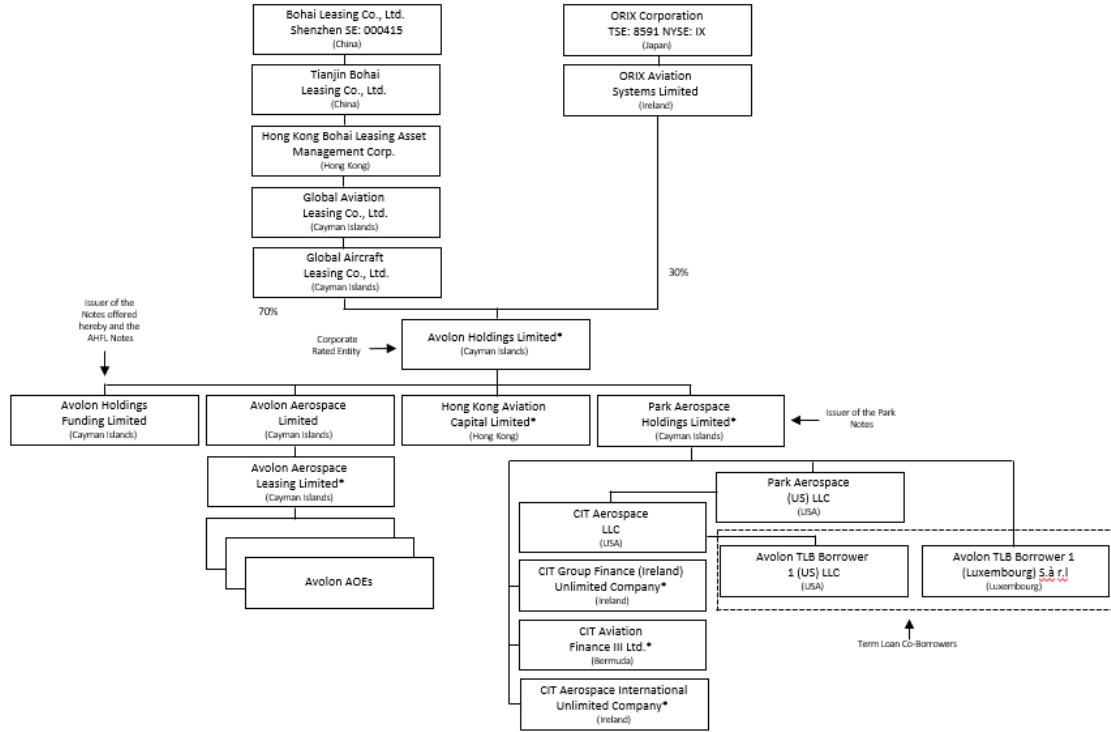 Bohai Leasing Co., Ltd.
Shenzhen SE: 000415
(China)
ORIX Corporation
TSE: 8591 NYSE: IX
(Japan)
Tianjin Bohai
Leasing Co., Ltd.
(China)
ORIX Aviation
Systems Limited
(Ireland)
Hong Kong Bohai Leasing Asset
Management Corp.
(Hong Kong)
Global Aviation
Leasing Co., Ltd.
(Cayman Islands)
Global Aircraft
Leasing Co., Ltd.
(Cayman Islands)
30%
70%
Issuer of the
Notes offered
hereby and the
AHFL Notes
Corporate
Rated Entity
Avolon Holdings Limited*
(Cayman Islands)
Avolon Holdings
Funding Limited
(Cayman Islands)
Avolon Aerospace
Limited
(Cayman Islands)
Hong Kong Aviation
Capital Limited*
(Hong Kong)
Park Aerospace
Holdings Limited*
(Cayman Islands)
Issuer of the Park
Notes
Avolon Aerospace
Leasing Limited*
(Cayman Islands)
Avolon AOEs
Park Aerospace
(US) LLC
(USA)
CIT Aerospace
LLC
(USA)
Avolon TLB Borrower
1 (US) LLC
(USA)
Avolon TLB Borrower 1
(Luxembourg) S.à r.l
(Luxembourg)
CIT Group Finance (Ireland)
Unlimited Company*
(Ireland)
Term Loan Co-Borrowers
CIT Aviation
Finance III Ltd.*
(Bermuda)
CIT Aerospace International
Unlimited Company*
(Ireland)